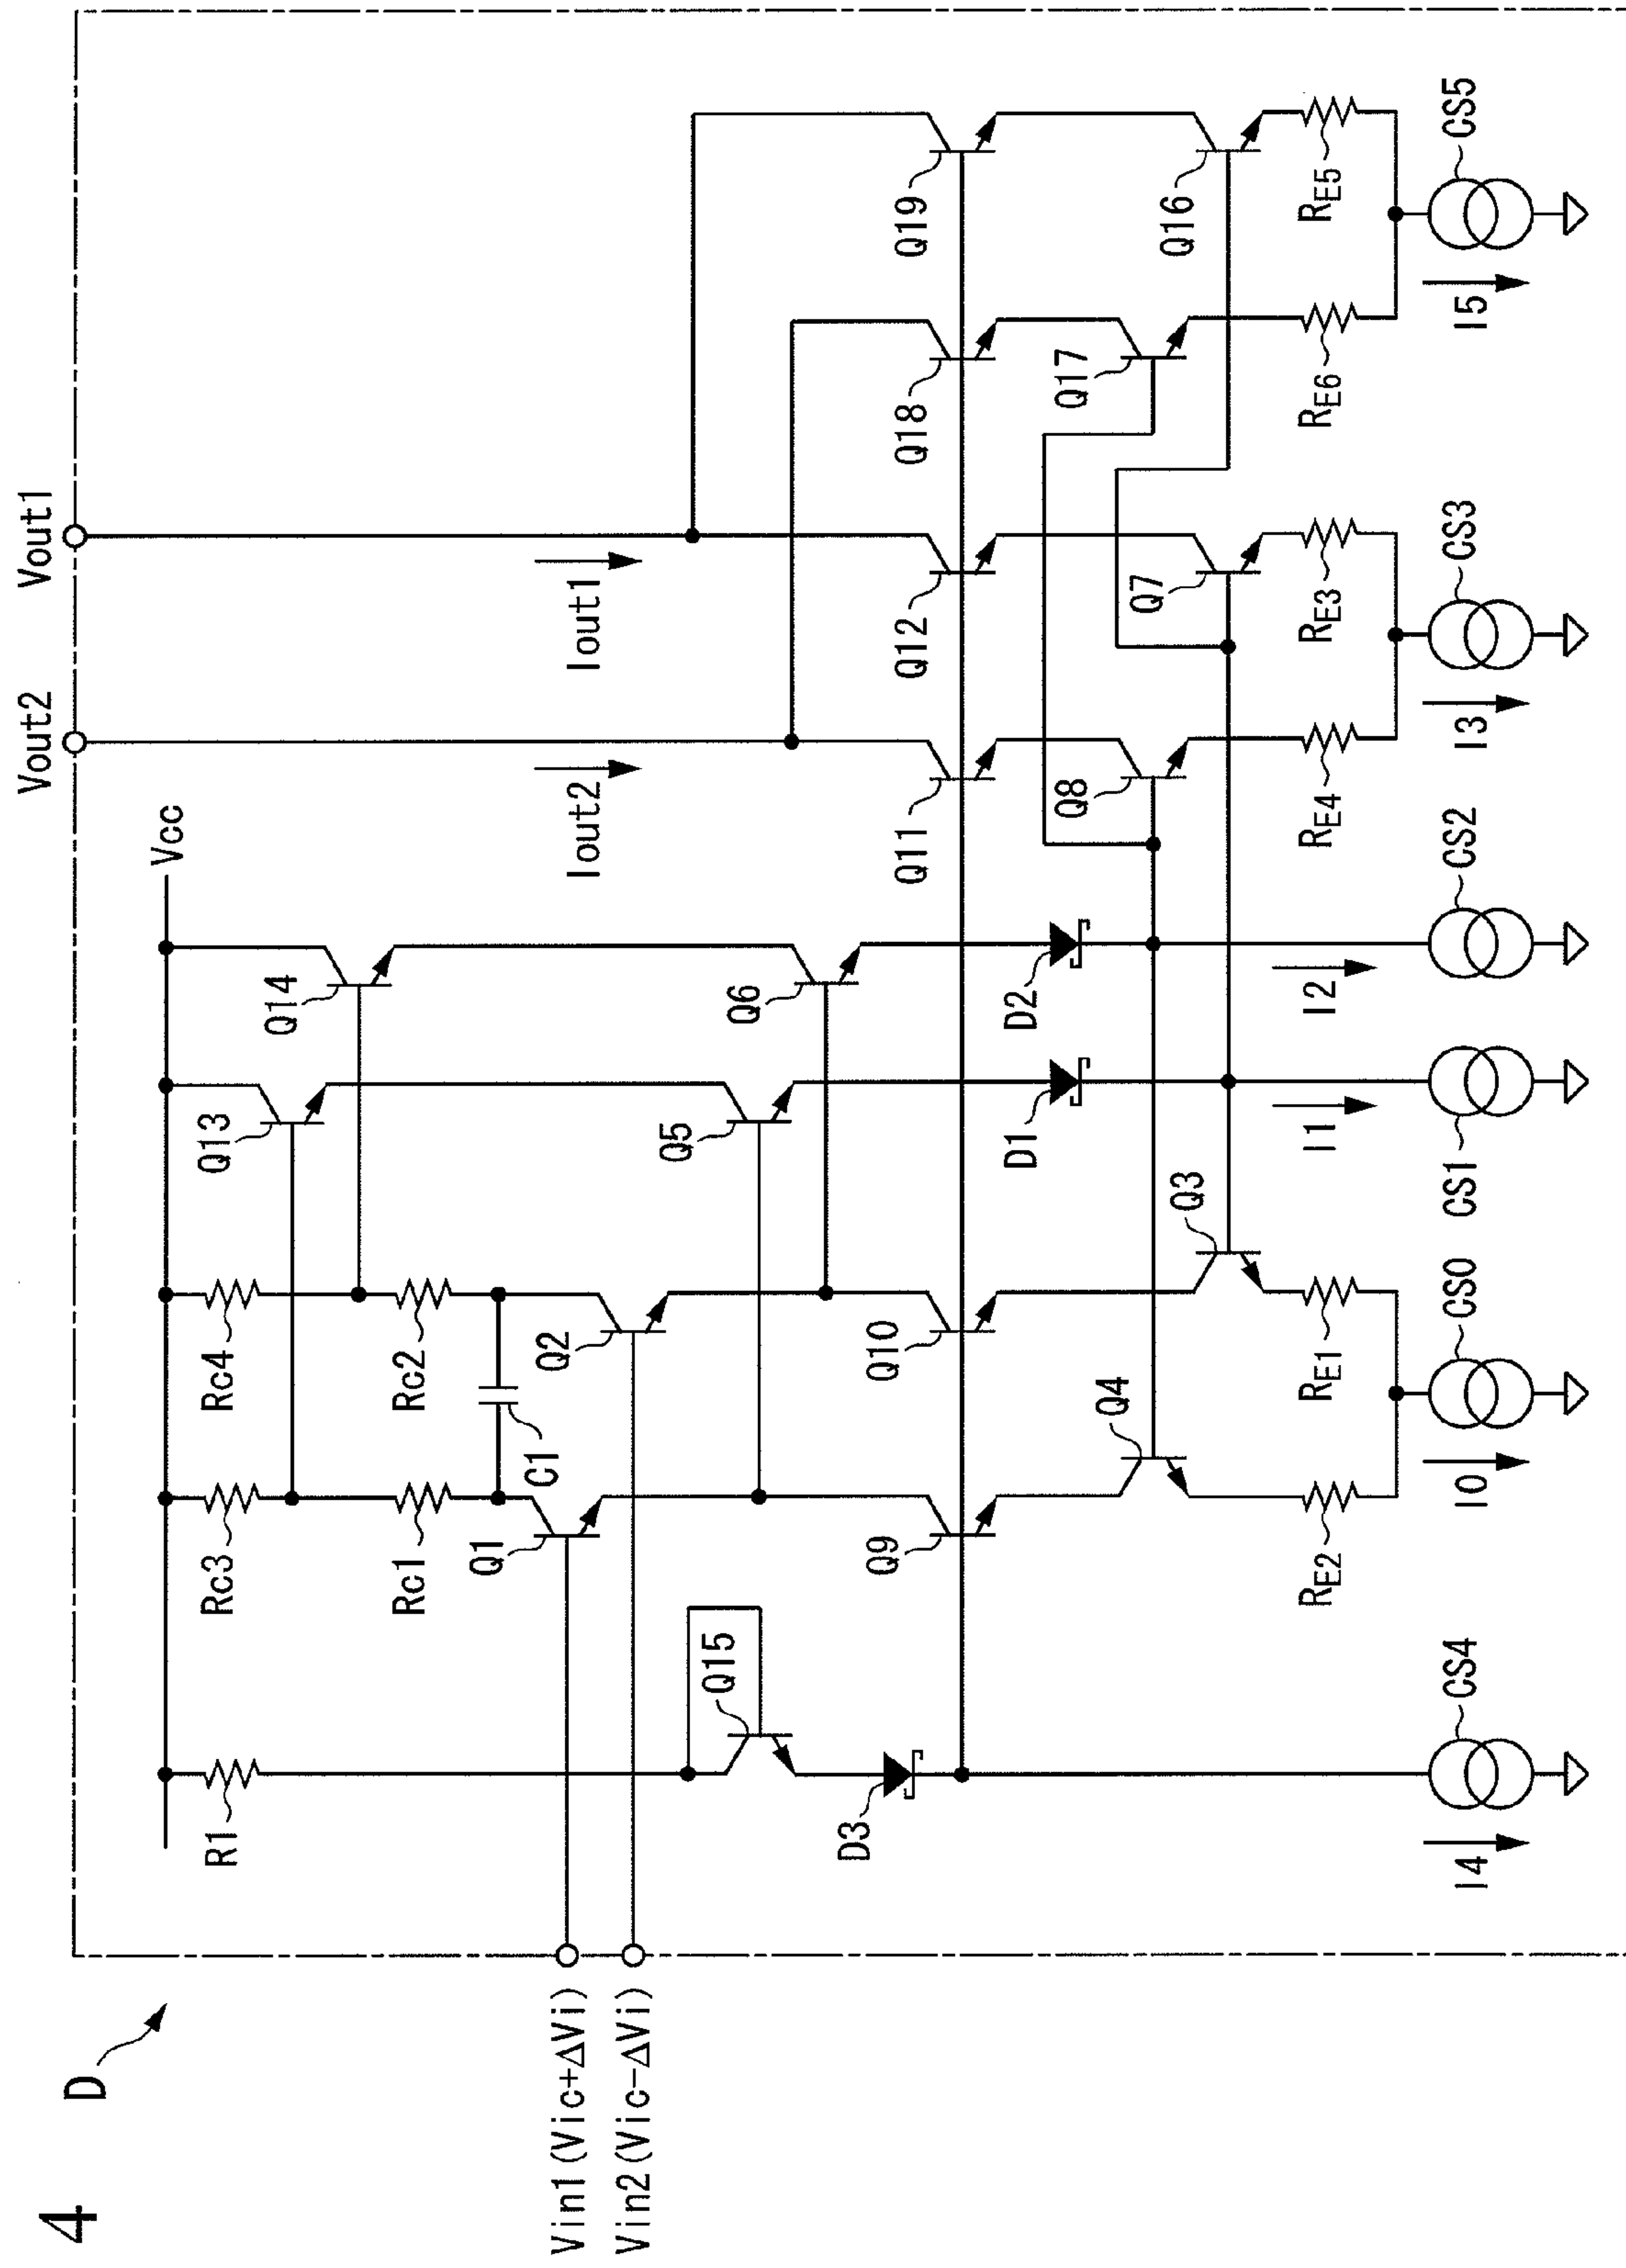 4
D
Vin1(Vic+ΔVi)
Vin2(Vic-ΔVi)
Vout2
Vout1
Vcc
R1
Rc3
Rc4
Q13
Q14
Rc1
Rc2
C1
Q1
Q2
Iout2
Iout1
Q15
Q5
Q6
D3
Q9
Q10
Q11
Q12
Q18
Q19
D1
D2
Q4
Q3
Q8
Q7
Q17
Q16
RE2
RE1
RE4
RE3
RE6
RE5
I4
CS4
I0
CS0
I1
CS1
I2
CS2
I3
CS3
I5
CS5